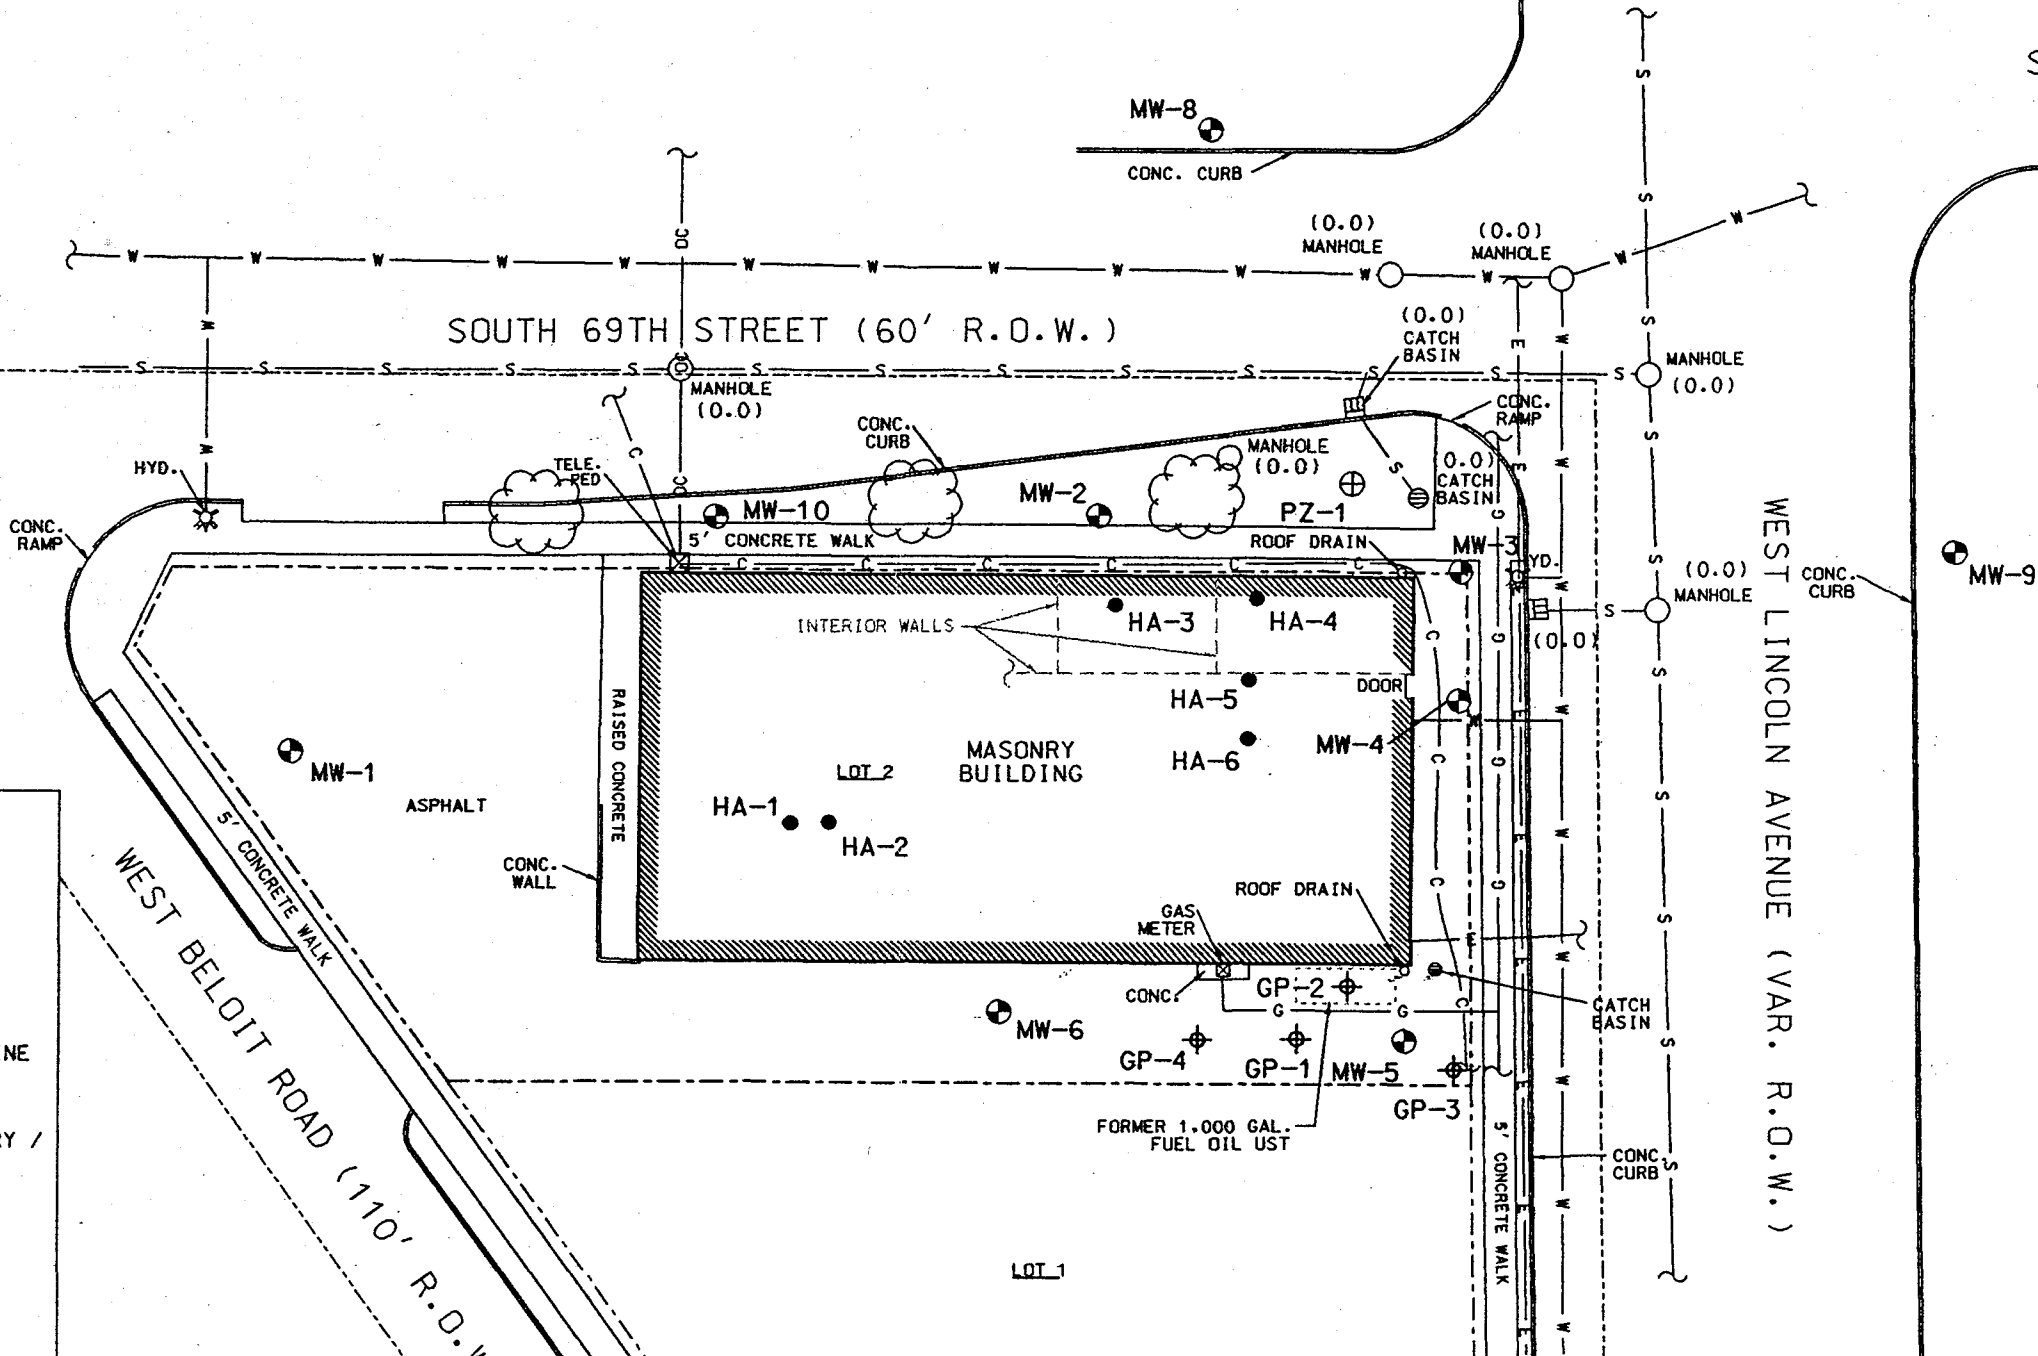 MW-8
CONC. CURB
(0.0)
MANHOLE
(0.0)
MANHOLE
SOUTH 69TH STREET (60' R.O.W.)
(0.0)
CATCH
BASIN
MANHOLE
(0.0)
MANHOLE
(0.0)
CONC.
RAMP
CONC.
CURB
MANHOLE
(0.0)
(0.0)
CATCH
BASIN
HYD.
TELE.
PED
MW-10
MW-2
PZ-1
CONC.
RAMP
5' CONCRETE WALK
ROOF DRAIN
MW-3
YD.
MW-9
(0.0)
MANHOLE
CONC.
CURB
(0.0)
INTERIOR WALLS
HA-3
HA-4
HA-5
DOOR
HA-6
MW-4
RAISED CONCRETE
MASONRY
BUILDING
LOT 2
MW-1
ASPHALT
HA-1
HA-2
5' CONCRETE WALK
CONC.
WALL
ROOF DRAIN
GAS
METER
WEST LINCOLN AVENUE (VAR. R.O.W.)
WEST BELOIT ROAD (110' R.O.W
CONC.
GP-2
CATCH
BASIN
MW-6
GP-4
GP-1
MW-5
GP-3
NE
RY /
FORMER 1,000 GAL.
FUEL OIL UST
5' CONCRETE WALK
CONC.
CURB
LOT 1